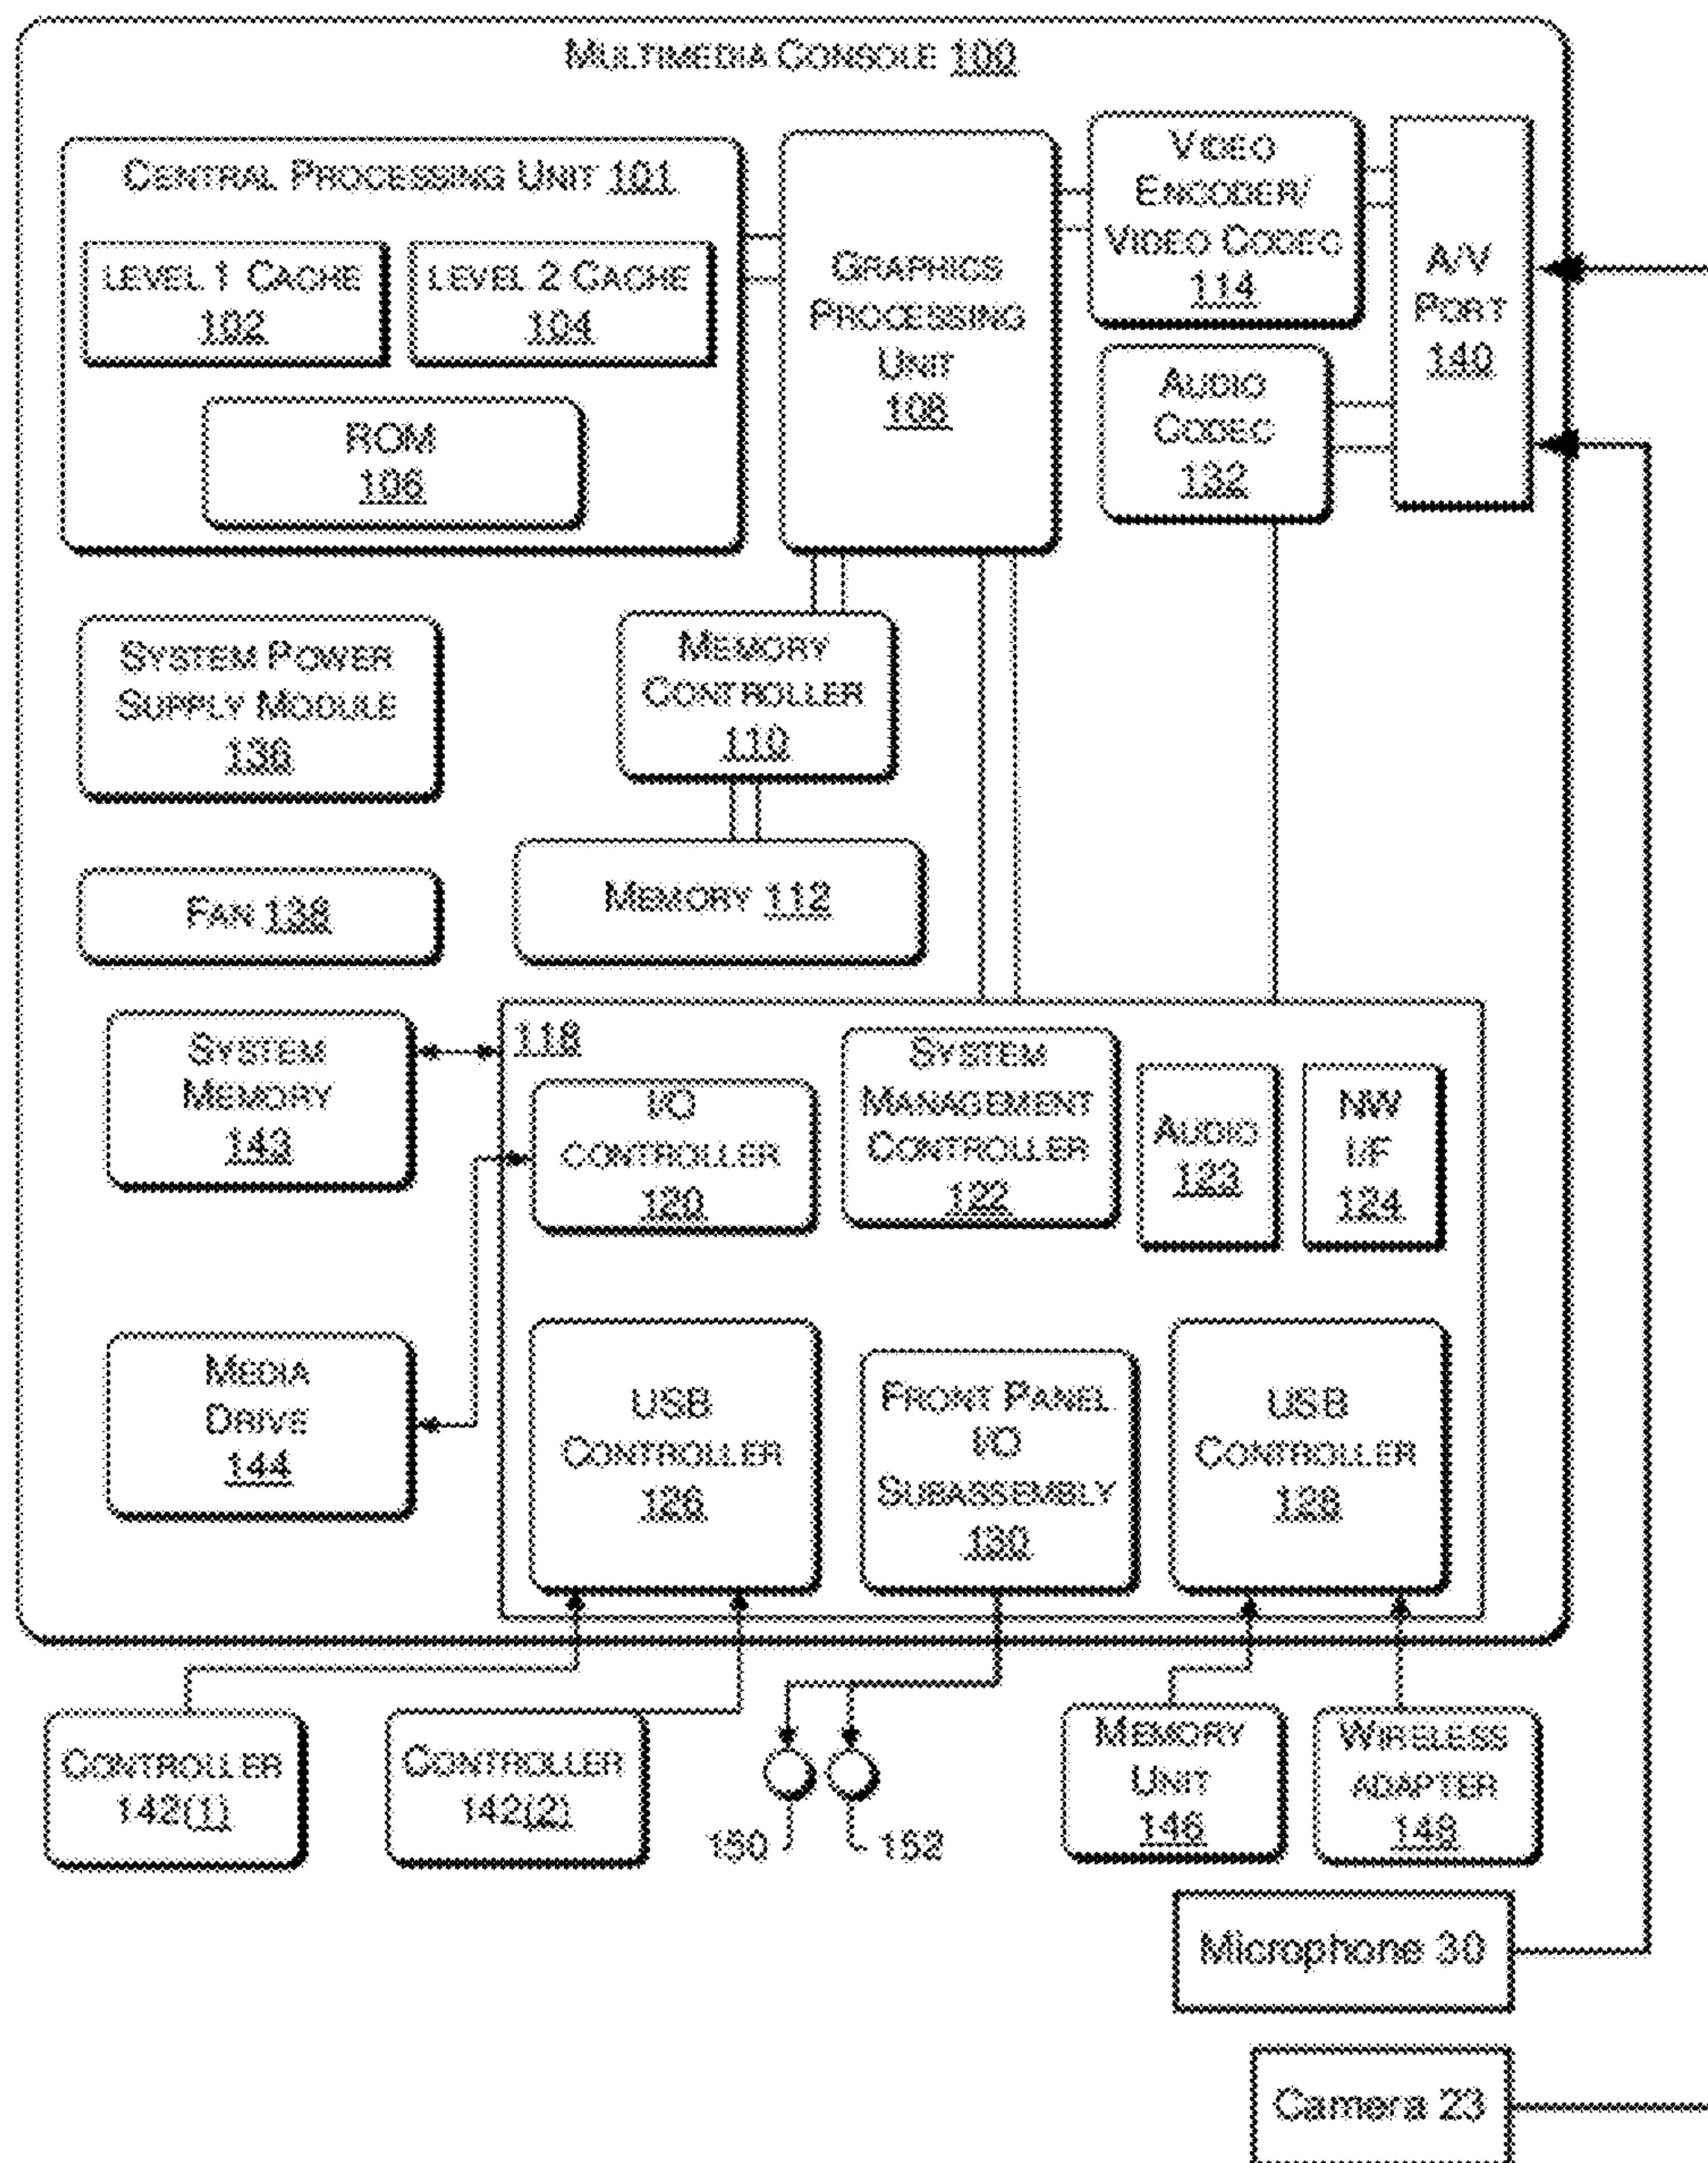 MULTIMEDIA CONSOLE 100
CENTRAL PROCESSING UNIT 101
LEVEL 1 CACHE
102
LEVEL 2 CACHE
104
ROM
106
GRAPHICS
PROCESSING
UNIT
108
VIDEO
ENCODER/
VIDEO CODEC
114
AUDIO
CODEC
132
A/V
PORT
140
SYSTEM POWER
SUPPLY MODULE
136
MEMORY
CONTROLLER
110
FAN 138
MEMORY 112
SYSTEM
MEMORY
143
118
I/O
CONTROLLER
120
SYSTEM
MANAGEMENT
CONTROLLER
122
AUDIO
123
NW
I/F
124
MEDIA
DRIVE
144
USB
CONTROLLER
126
FRONT PANEL
I/O
SUBASSEMBLY
130
USB
CONTROLLER
128
CONTROLLER
142(1)
CONTROLLER
142(2)
150
152
MEMORY
UNIT
146
WIRELESS
ADAPTER
148
Microphone 30
Camera 23